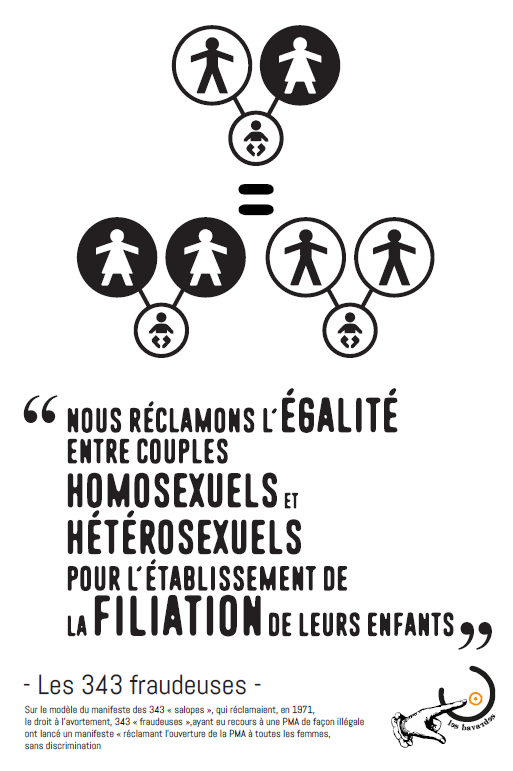 =
“ NOUS RÉCLAMONS L'ÉGALITÉ
ENTRE COUPLES
HOMOSEXUELS ET
HÉTÉROSEXUELS
POUR L'ÉTABLISSEMENT DE
LA FILIATION DE LEURS ENFANTS „
- Les 343 fraudeuses -
Sur le modèle du manifeste des 343 « salopes », qui réclamaient, en 1971,
le droit à l'avortement, 343 « fraudeuses »,ayant eu recours à une PMA de façon illégale
ont lancé un manifeste « réclamant l'ouverture de la PMA à toutes les femmes,
sans discrimination
les bavardes